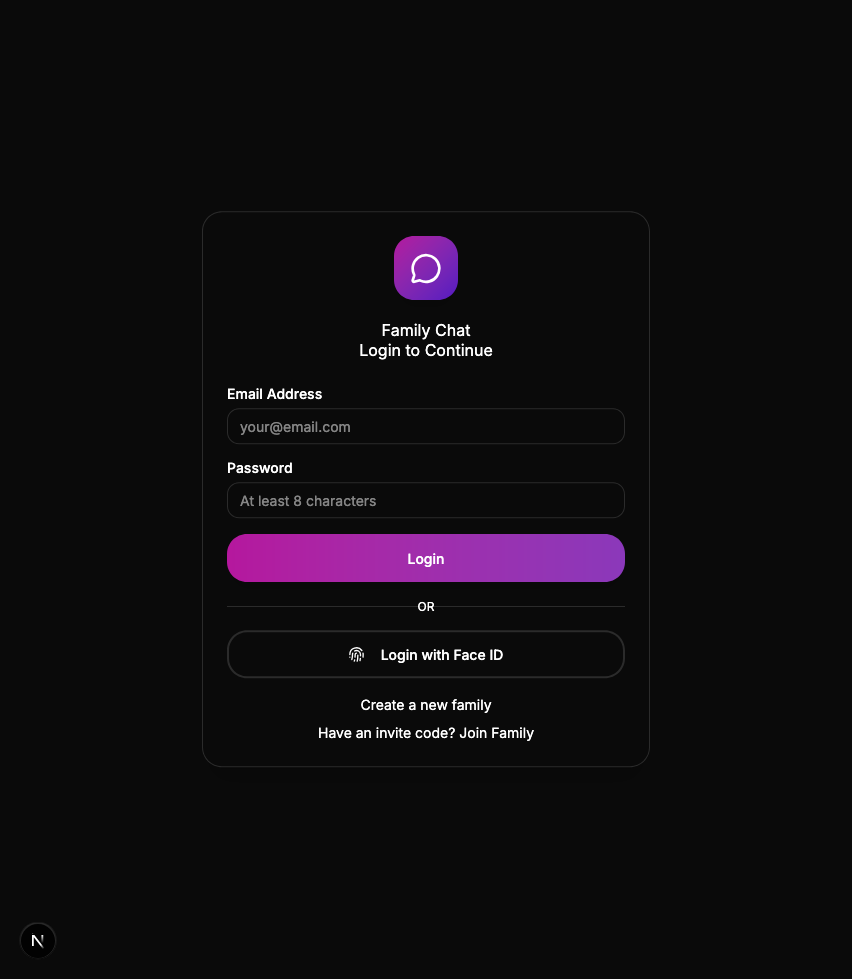 Family Chat
Login to Continue
Email Address
your@email.com
Password
At least 8 characters
Login
OR
Login with Face ID
Create a new family
Have an invite code? Join Family
N